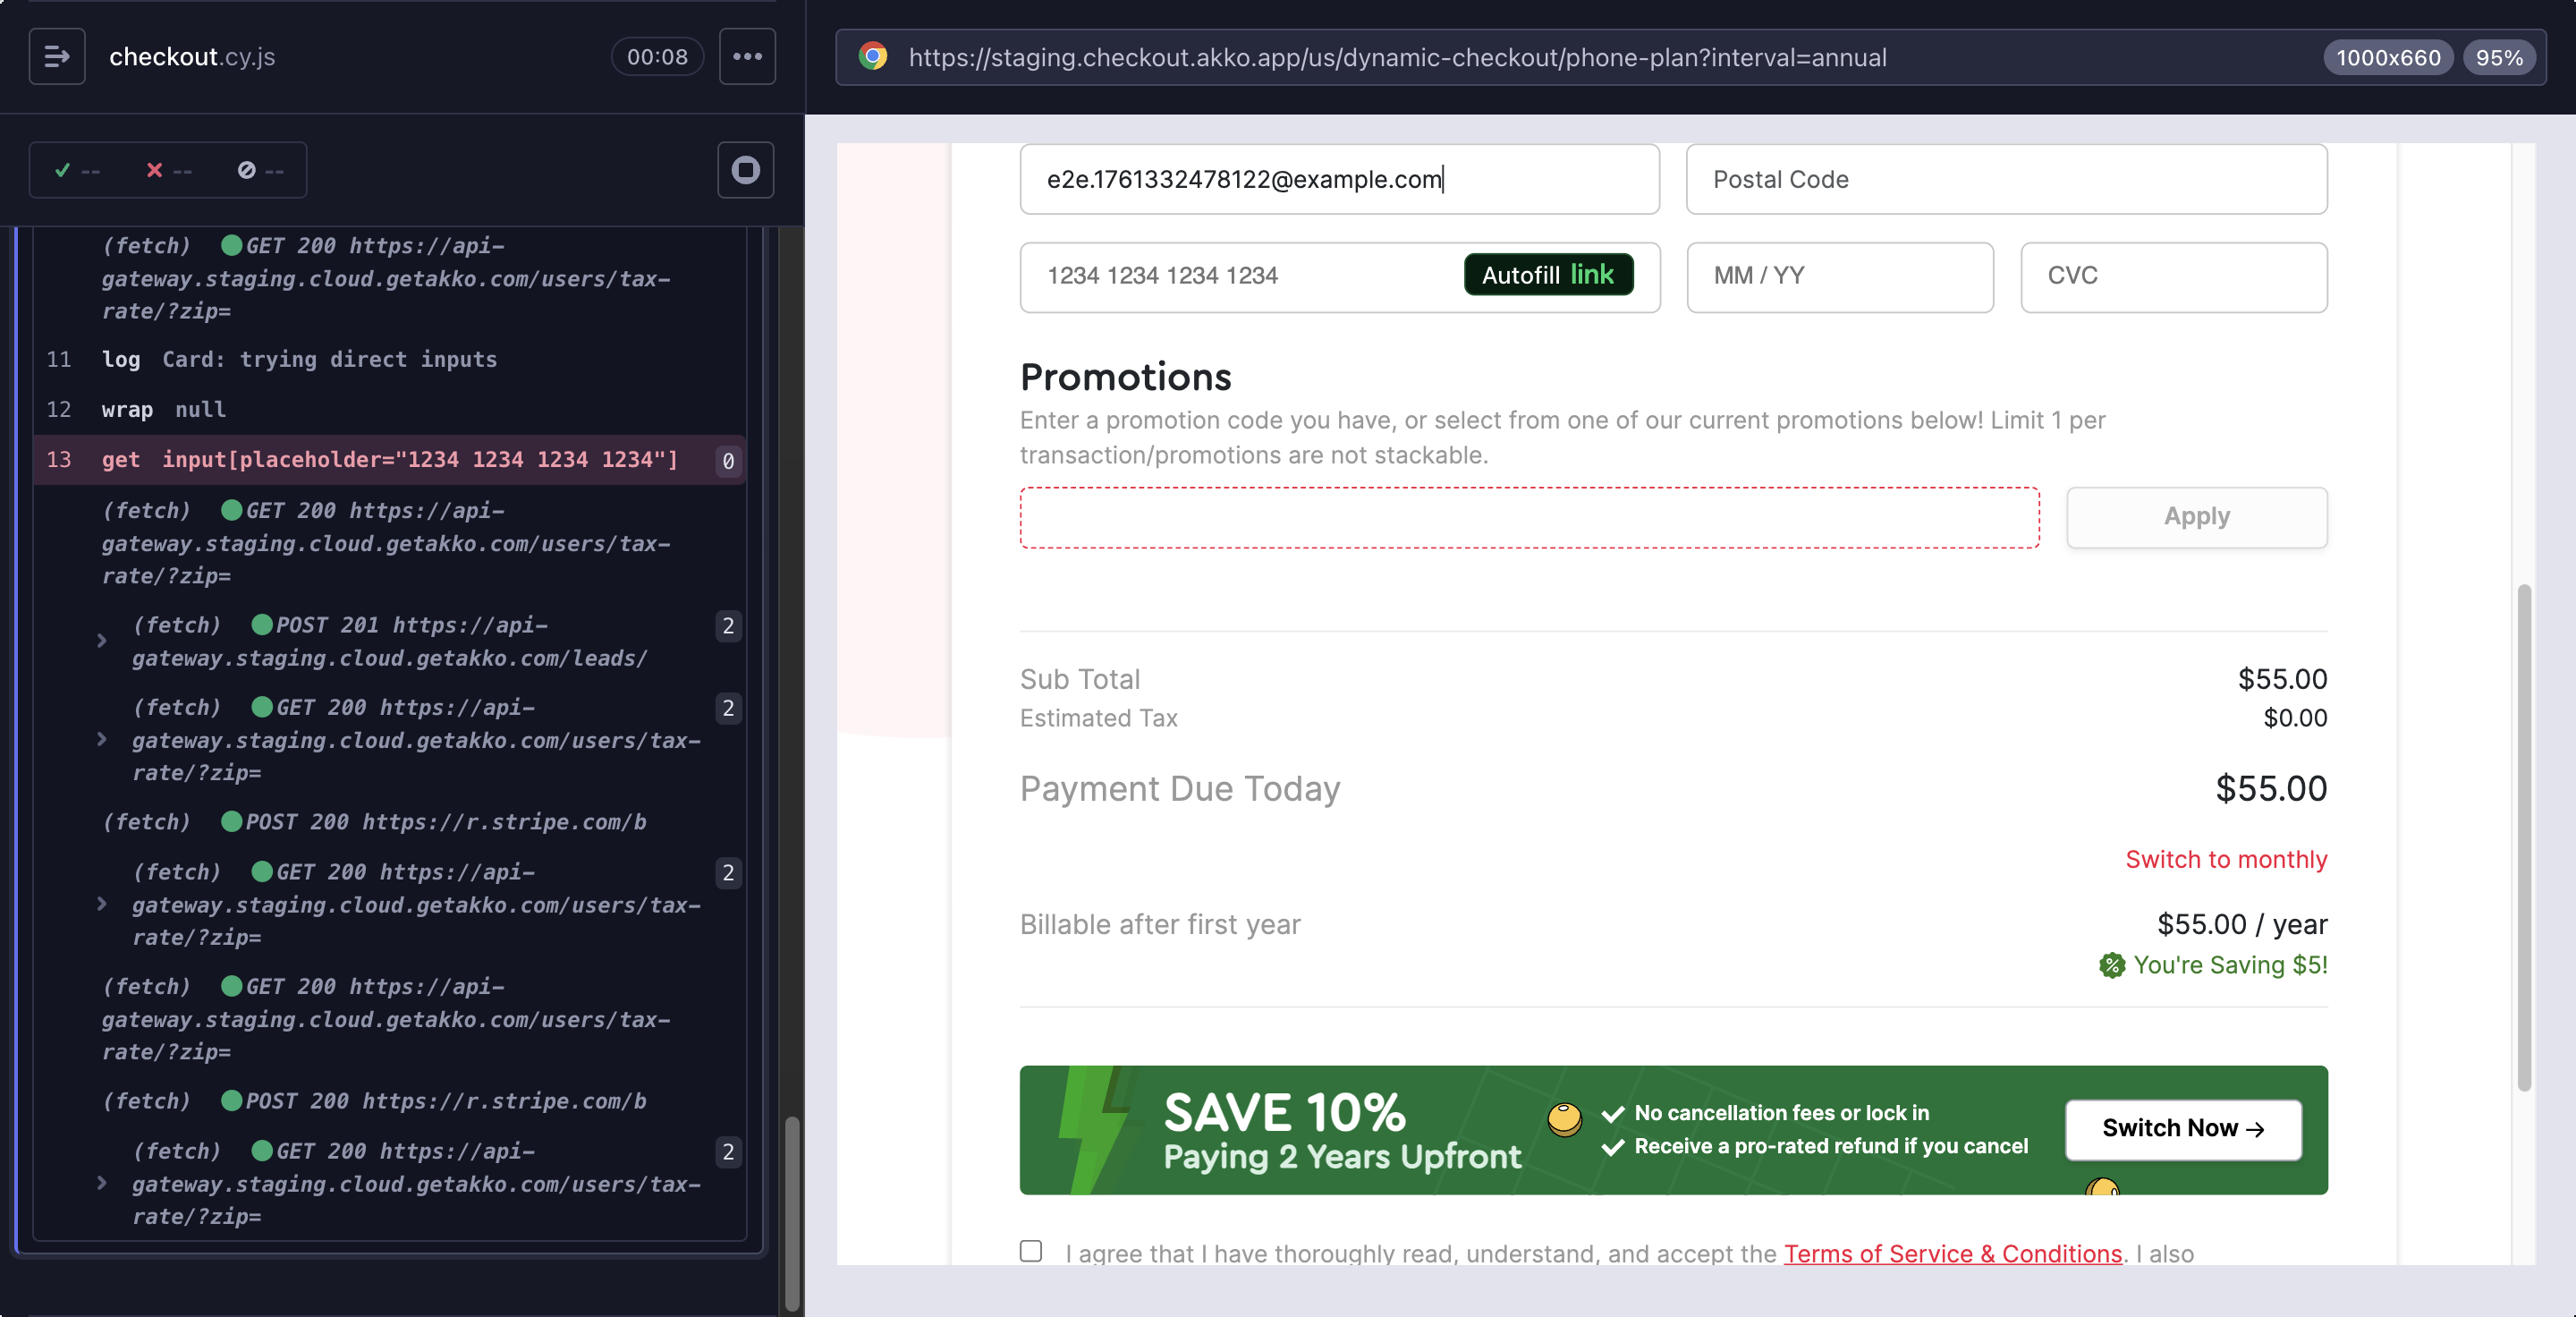 checkout.cy.js
00:08
--
--
--
(fetch) GET 200 https://api-
gateway.staging.cloud.getakko.com/users/tax-
rate/?zip=
11 log Card: trying direct inputs
12 wrap null
13 get input[placeholder="1234 1234 1234 1234"] 0
(fetch) GET 200 https://api-
gateway.staging.cloud.getakko.com/users/tax-
rate/?zip=
(fetch) POST 201 https://api- 2
gateway.staging.cloud.getakko.com/leads/
(fetch) GET 200 https://api- 2
gateway.staging.cloud.getakko.com/users/tax-
rate/?zip=
(fetch) POST 200 https://r.stripe.com/b
(fetch) GET 200 https://api- 2
gateway.staging.cloud.getakko.com/users/tax-
rate/?zip=
(fetch) GET 200 https://api-
gateway.staging.cloud.getakko.com/users/tax-
rate/?zip=
(fetch) POST 200 https://r.stripe.com/b
(fetch) GET 200 https://api- 2
gateway.staging.cloud.getakko.com/users/tax-
rate/?zip=
https://staging.checkout.akko.app/us/dynamic-checkout/phone-plan?interval=annual
1000x660
95%
e2e.1761332478122@example.com
Postal Code
1234 1234 1234 1234
Autofill link
MM / YY
CVC
Promotions
Enter a promotion code you have, or select from one of our current promotions below! Limit 1 per
transaction/promotions are not stackable.
Apply
Sub Total $55.00
Estimated Tax $0.00
Payment Due Today $55.00
Switch to monthly
Billable after first year $55.00 / year
You're Saving $5!
SAVE 10%
Paying 2 Years Upfront
No cancellation fees or lock in
Receive a pro-rated refund if you cancel
Switch Now →
I agree that I have thoroughly read, understand, and accept the Terms of Service & Conditions. I also